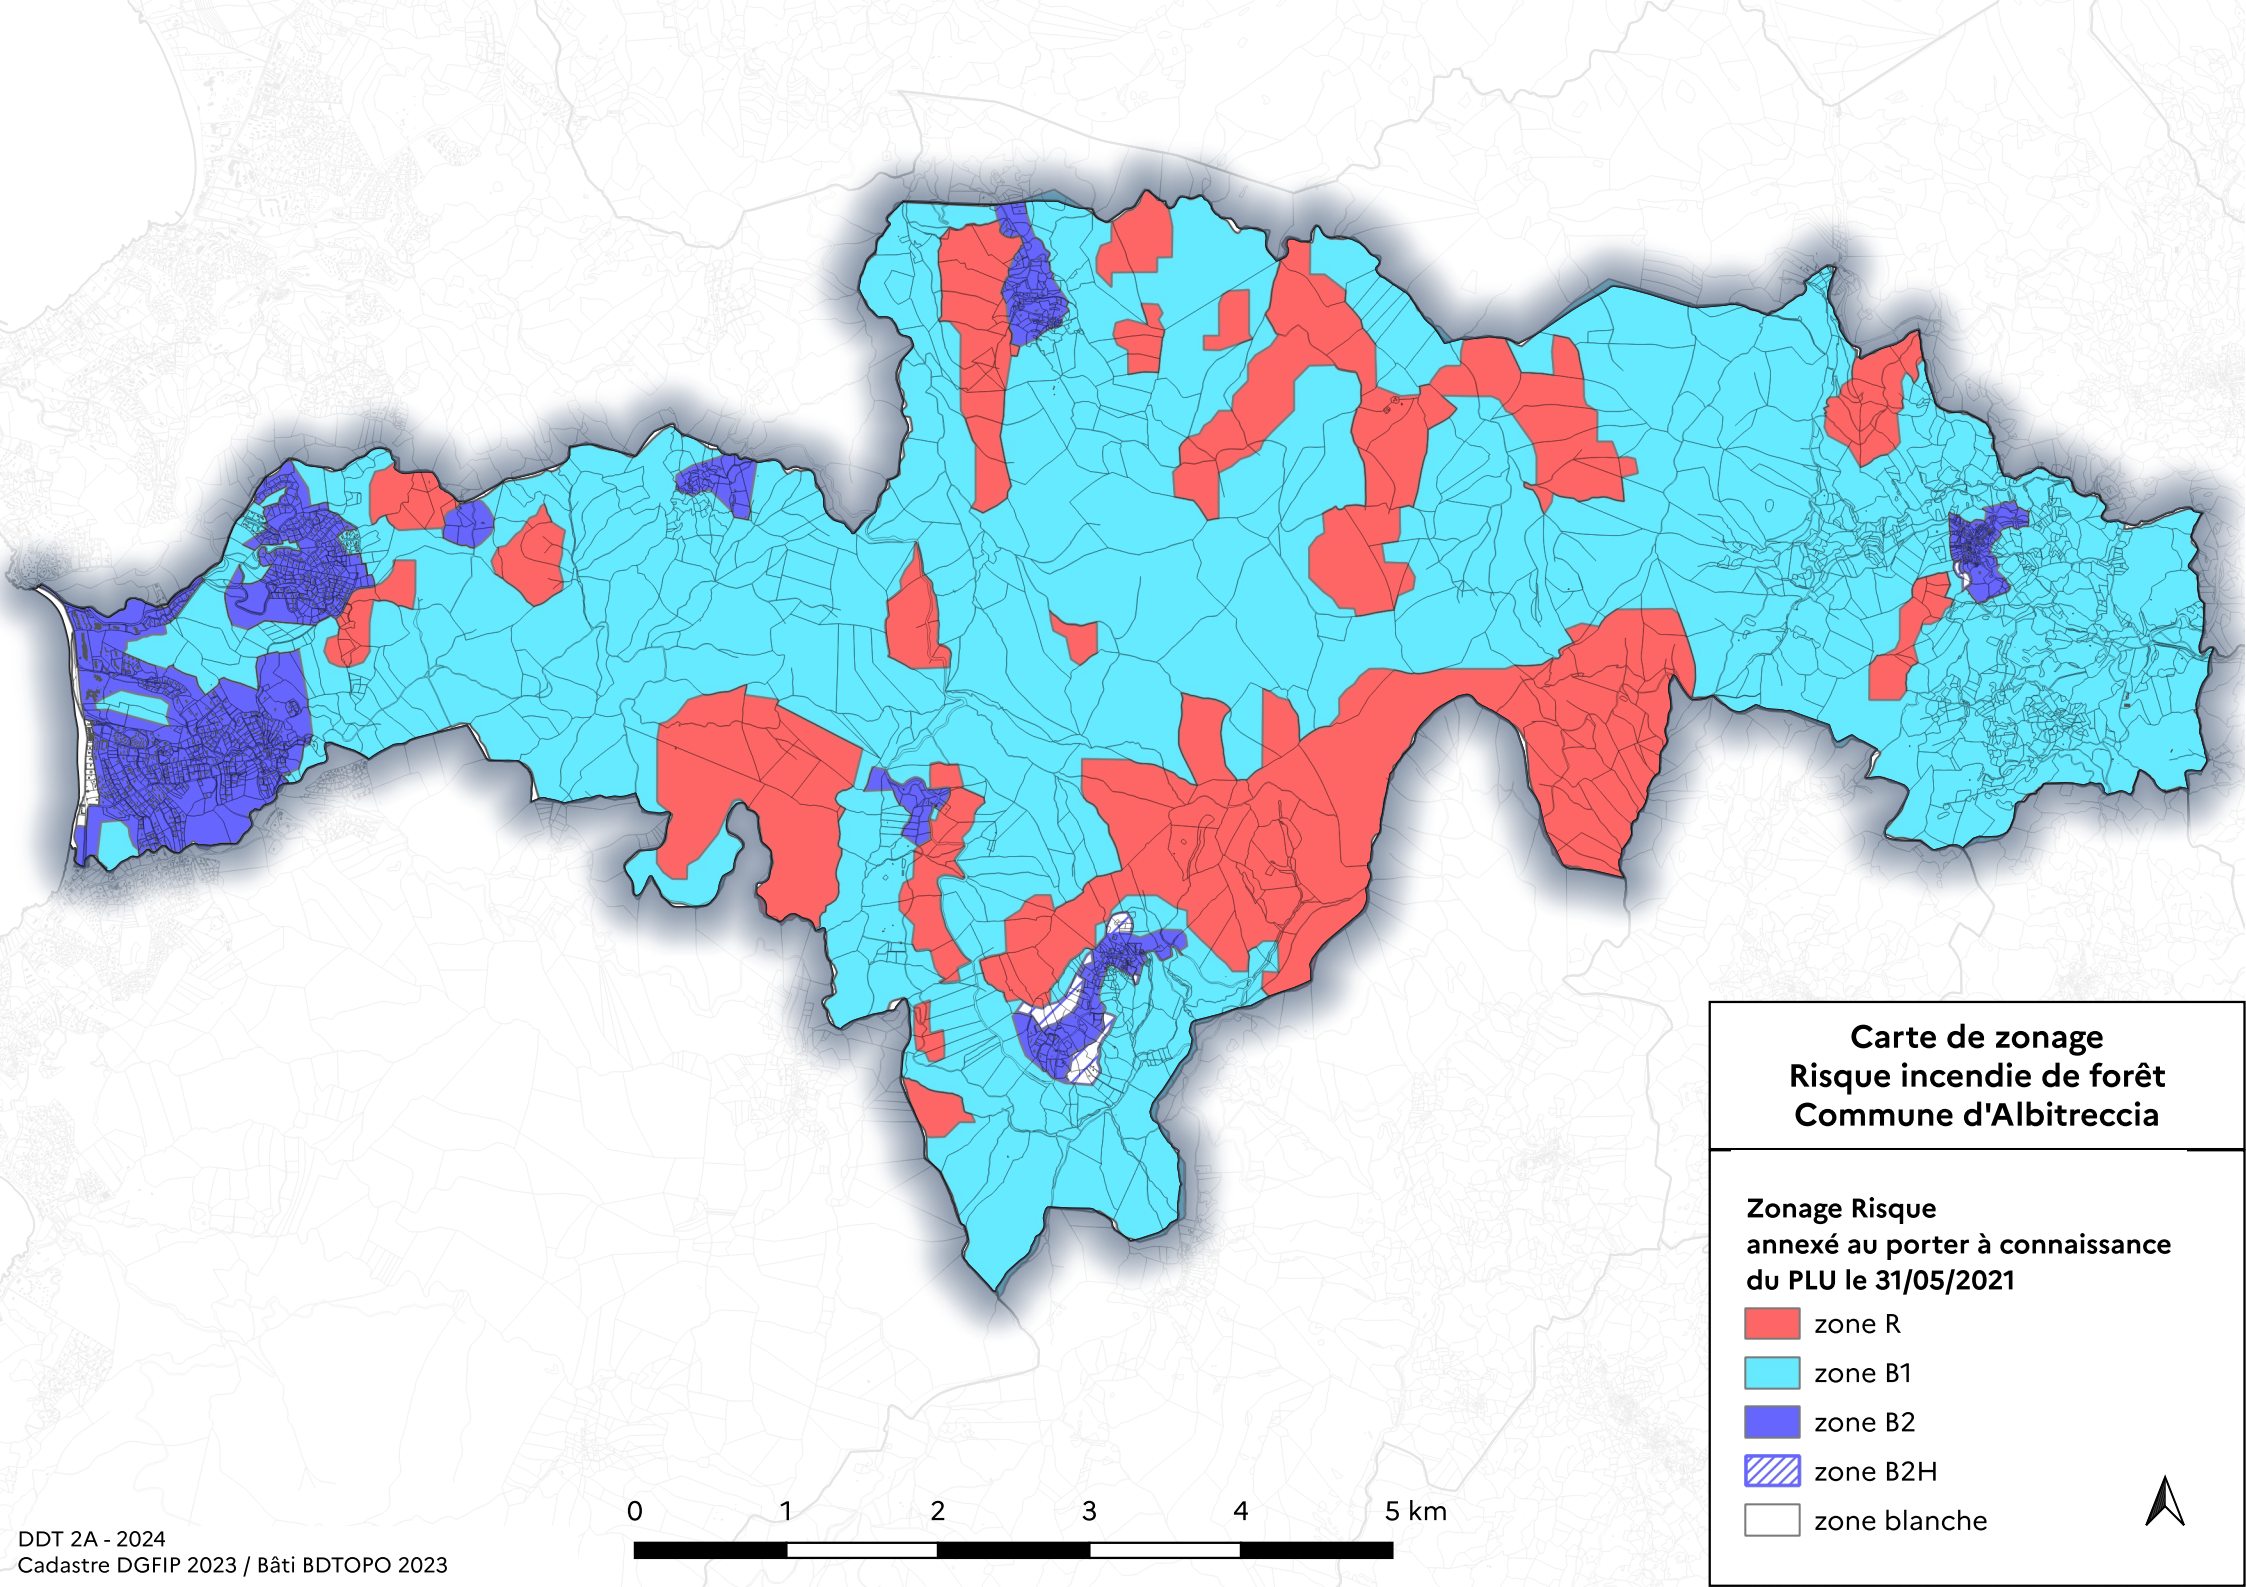 Carte de zonage
Risque incendie de forêt
Commune d'Albitreccia
Zonage Risque
annexé au porter à connaissance
du PLU le 31/05/2021
zone R
zone B1
zone B2
zone B2H
zone blanche
0 1 2 3 4 5 km
DDT 2A - 2024
Cadastre DGFIP 2023 / Bâti BDTOPO 2023